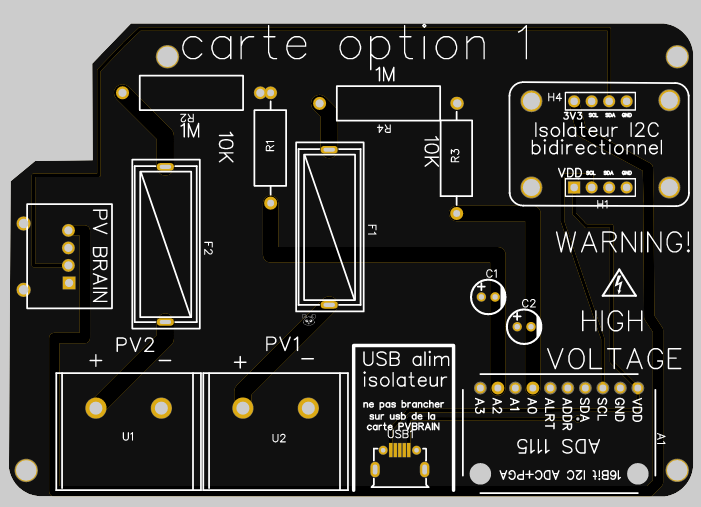 carte option 1
1M
R2
1M
R4
10K
R1
10K
R3
H4
3V3 SCL SDA GND
Isolateur I2C
bidirectionnel
VDD SCL SDA GND
H1
PV BRAIN
F2
F1
WARNING!
HIGH
VOLTAGE
C1
+
C2
+
PV2
+ −
PV1
+ −
U1
U2
USB alim
isolateur
ne pas brancher
sur usb de la
carte PVBRAIN
USB1
A3 A2 A1 A0 ALRT ADDR SDA SCL GND VDD
ADS 1115
16Bit I2C ADC+PGA
A1